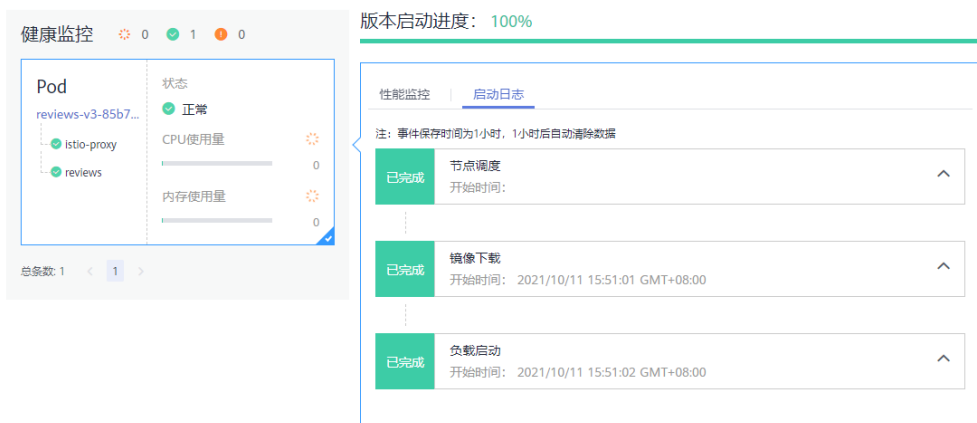 健康监控 0 1 0
Pod
reviews-v3-85b7...
istio-proxy
reviews
状态
正常
CPU使用量
0
内存使用量
0
总条数: 1 < 1 >
版本启动进度： 100%
性能监控 启动日志
注：事件保存时间为1小时，1小时后自动清除数据
已完成
节点调度
开始时间：
已完成
镜像下载
开始时间： 2021/10/11 15:51:01 GMT+08:00
已完成
负载启动
开始时间： 2021/10/11 15:51:02 GMT+08:00